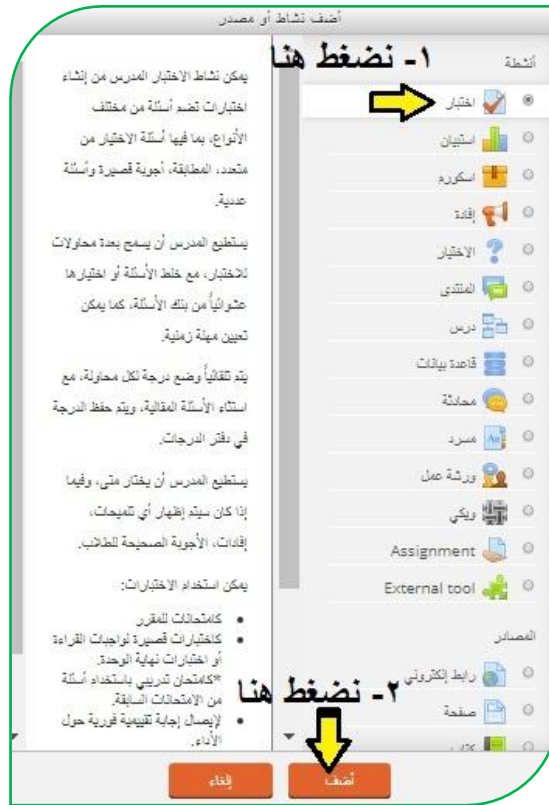 أضف نشاط أو مصدر
١- نضغط هنا
أنشطة
اختبار
استبيان
اسكورم
إفادة
الاختيار
المنتدى
درس
قاعدة بيانات
محادثة
مسرد
ورشة عمل
ويكي
Assignment
External tool
المصادر
رابط إلكتروني
صفحة
كتاب
يمكن نشاط الاختبار المدرس من إنشاء
اختبارات تضم أسئلة من مختلف
الأنواع، بما فيها أسئلة الاختيار من
متعدد، المطابقة، أجوبة قصيرة وأسئلة
عددية.
يستطيع المدرس أن يسمح بعدة محاولات
للاختبار، مع خلط الأسئلة أو اختيارها
عشوائياً من بنك الأسئلة، كما يمكن
تعيين مهلة زمنية.
يتم تلقائياً وضع درجة لكل محاولة، مع
استثناء الأسئلة المقالية، ويتم حفظ الدرجة
في دفتر الدرجات.
يستطيع المدرس أن يختار متى، وفيما
إذا كان سيتم إظهار أي تلميحات،
إفادات، الأجوبة الصحيحة للطلاب.
يمكن استخدام الاختبارات:
كامتحانات للمقرر
كاختبارات قصيرة لواجبات القراءة
أو اختبارات نهاية الوحدة.
*كامتحان تدريبي باستخدام أسئلة
من الامتحانات السابقة.
لإيصال إجابة تقييمية فورية حول
الأداء.
٢- نضغط هنا
أضف
إلغاء